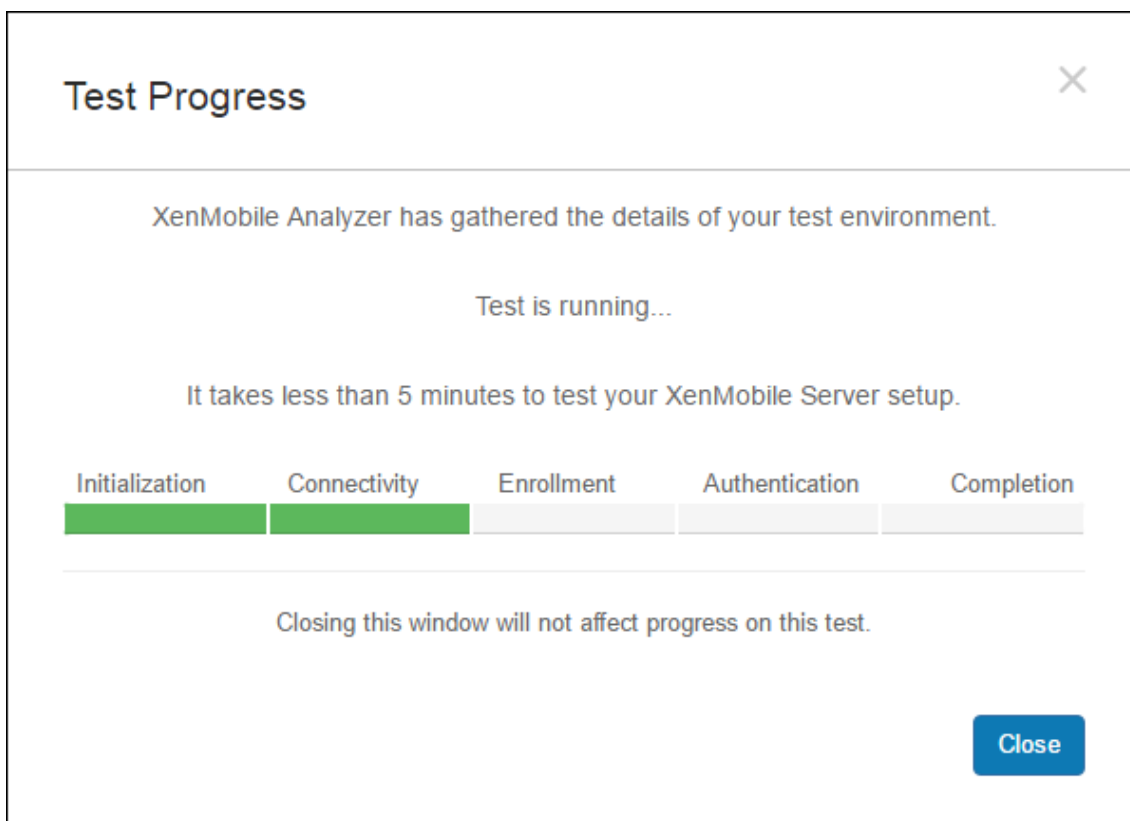 Test Progress
XenMobile Analyzer has gathered the details of your test environment.
Test is running...
It takes less than 5 minutes to test your XenMobile Server setup.
Initialization Connectivity Enrollment Authentication Completion
Closing this window will not affect progress on this test.
Close